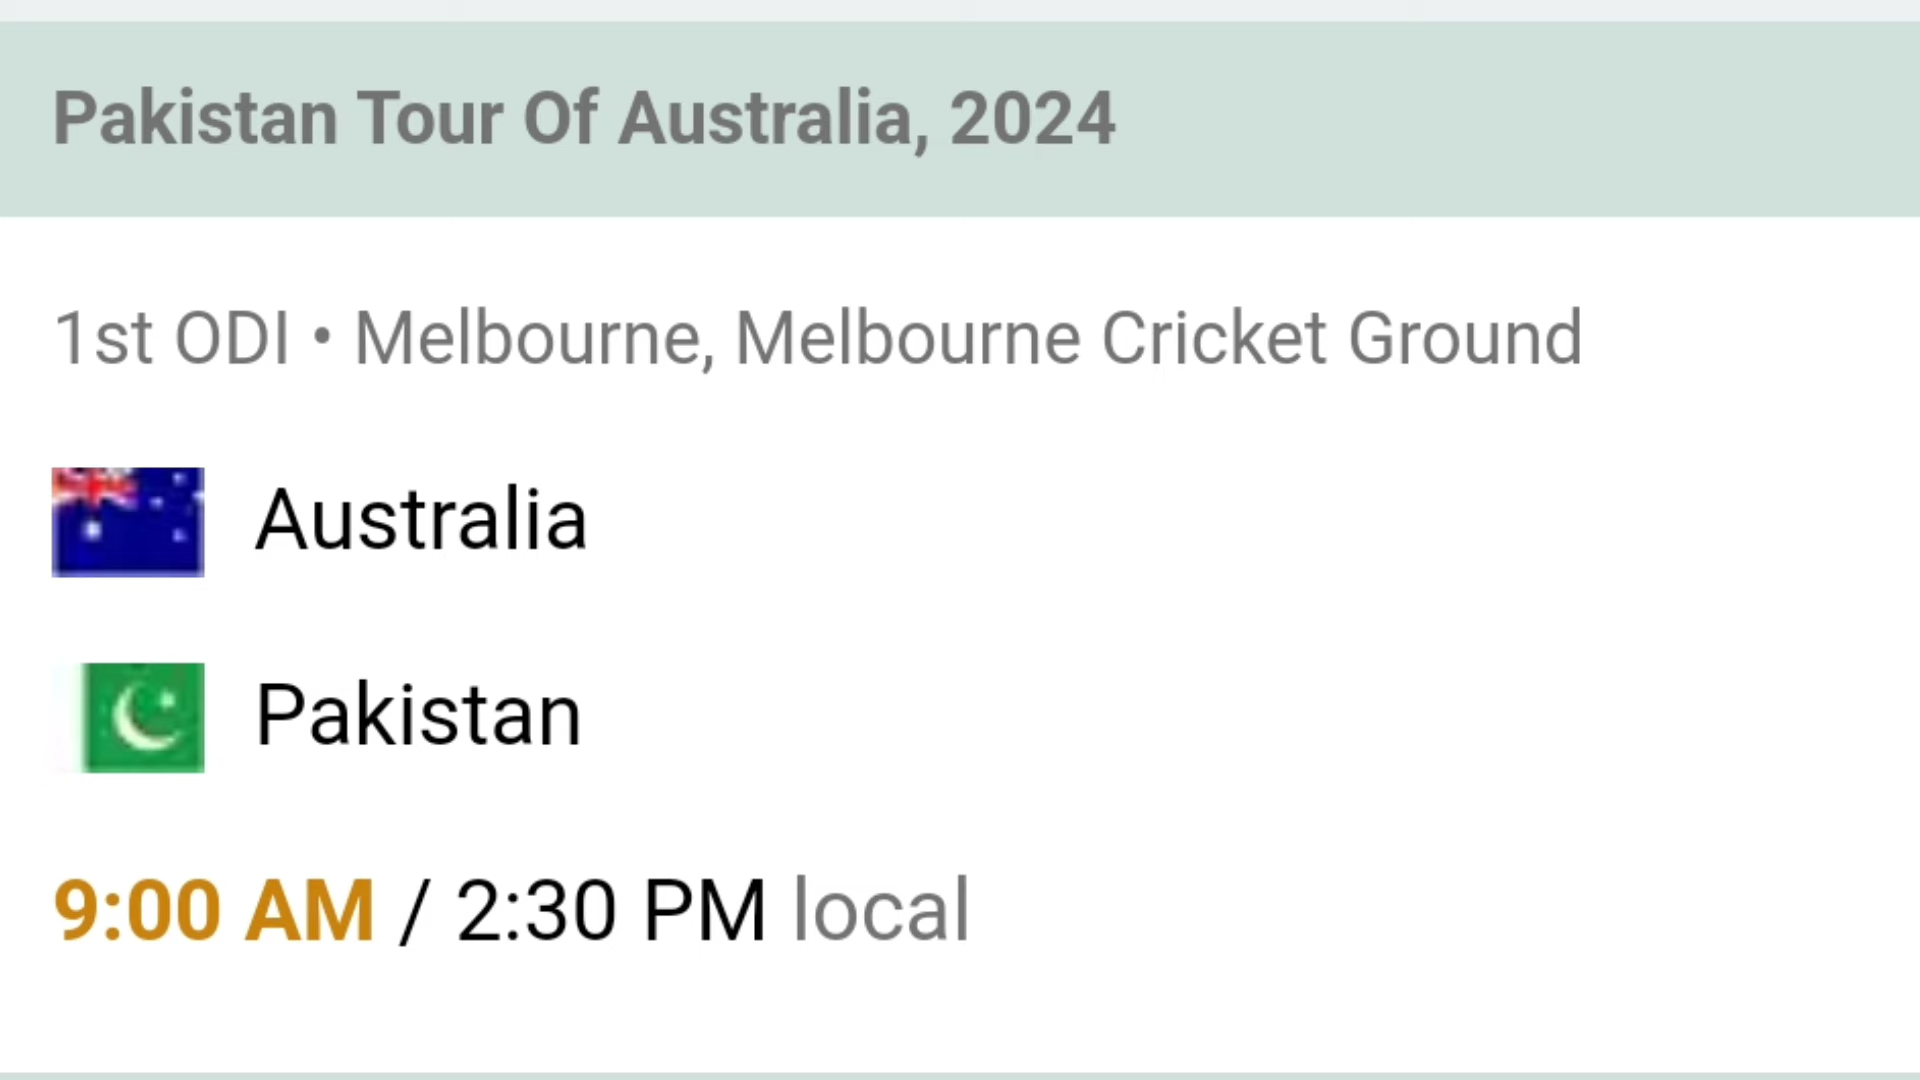 Pakistan Tour Of Australia, 2024
1st ODI • Melbourne, Melbourne Cricket Ground
Australia
Pakistan
9:00 AM / 2:30 PM local